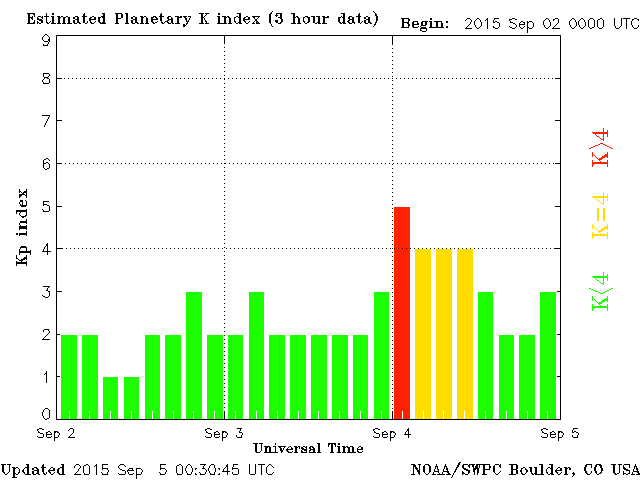 Estimated Planetary K index (3 hour data) Begin: 2015 Sep 02 0000 UTC
9
8
7
6
5
4
3
2
1
0
Kp index
K>4
K=4
K<4
Sep 2 Sep 3 Sep 4 Sep 5
Universal Time
Updated 2015 Sep 5 00:30:45 UTC NOAA/SWPC Boulder, CO USA